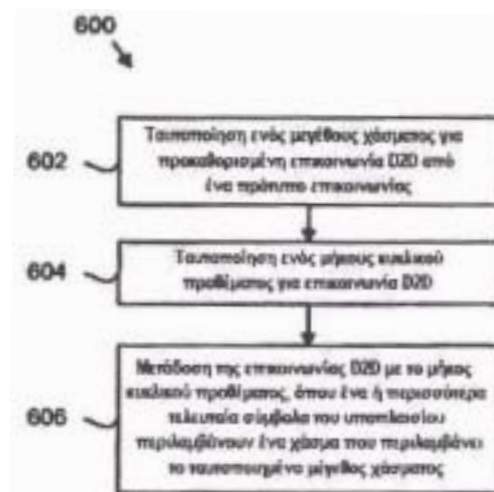 600
602
Ταυτοποίηση ενός μεγέθους χάσματος για
προκαθορισμένη επικοινωνία D2D από
ένα πρότυπο επικοινωνίας
604
Ταυτοποίηση ενός μήκους κυκλικού
προθέματος για επικοινωνία D2D
606
Μετάδοση της επικοινωνίας D2D με το μήκος
κυκλικού προθέματος, όπου ένα ή περισσότερα
τελευταία σύμβολα του υποπλαισίου
περιλαμβάνουν ένα χάσμα που περιλαμβάνει
το ταυτοποιημένο μέγεθος χάσματος